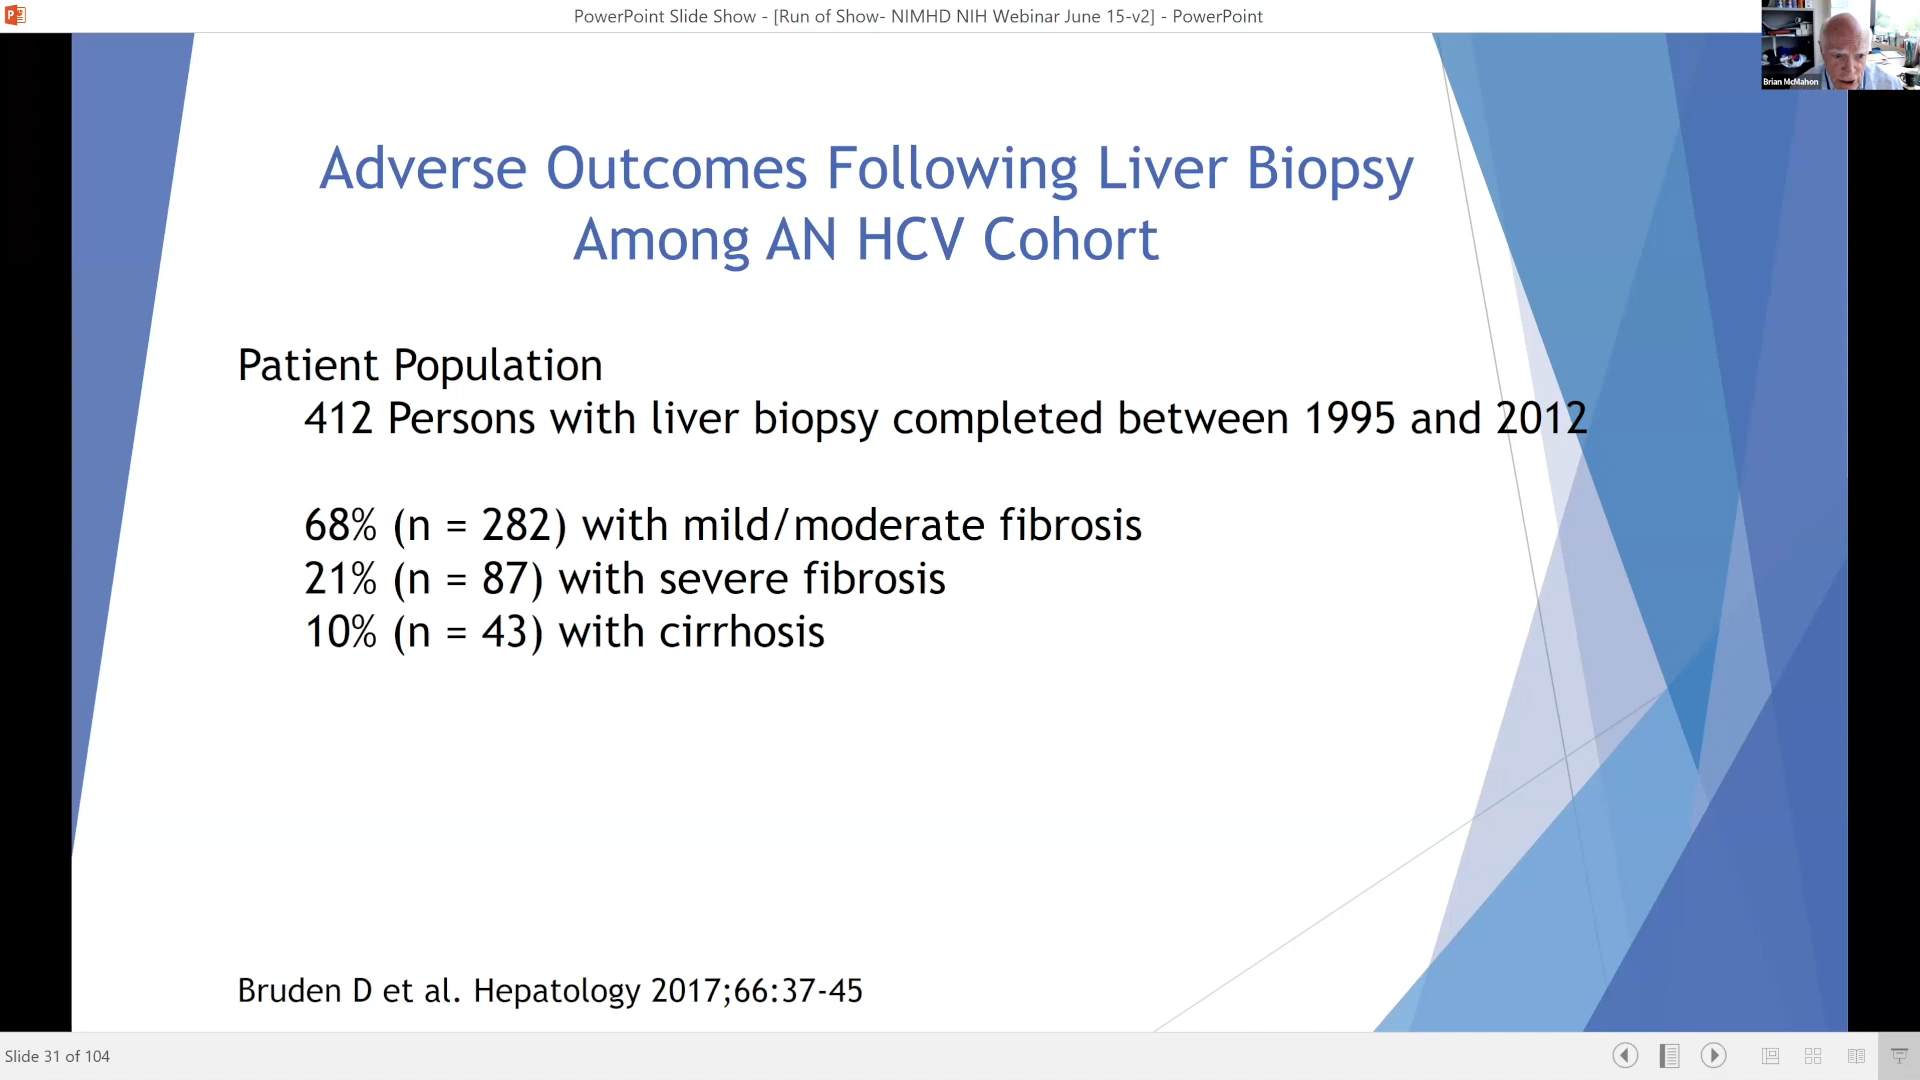 PowerPoint Slide Show - [Run of Show- NIMHD NIH Webinar June 15-v2] - PowerPoint
Brian McMahon
Adverse Outcomes Following Liver Biopsy
Among AN HCV Cohort
Patient Population
412 Persons with liver biopsy completed between 1995 and 2012
68% (n = 282) with mild/moderate fibrosis
21% (n = 87) with severe fibrosis
10% (n = 43) with cirrhosis
Bruden D et al. Hepatology 2017;66:37-45
Slide 31 of 104